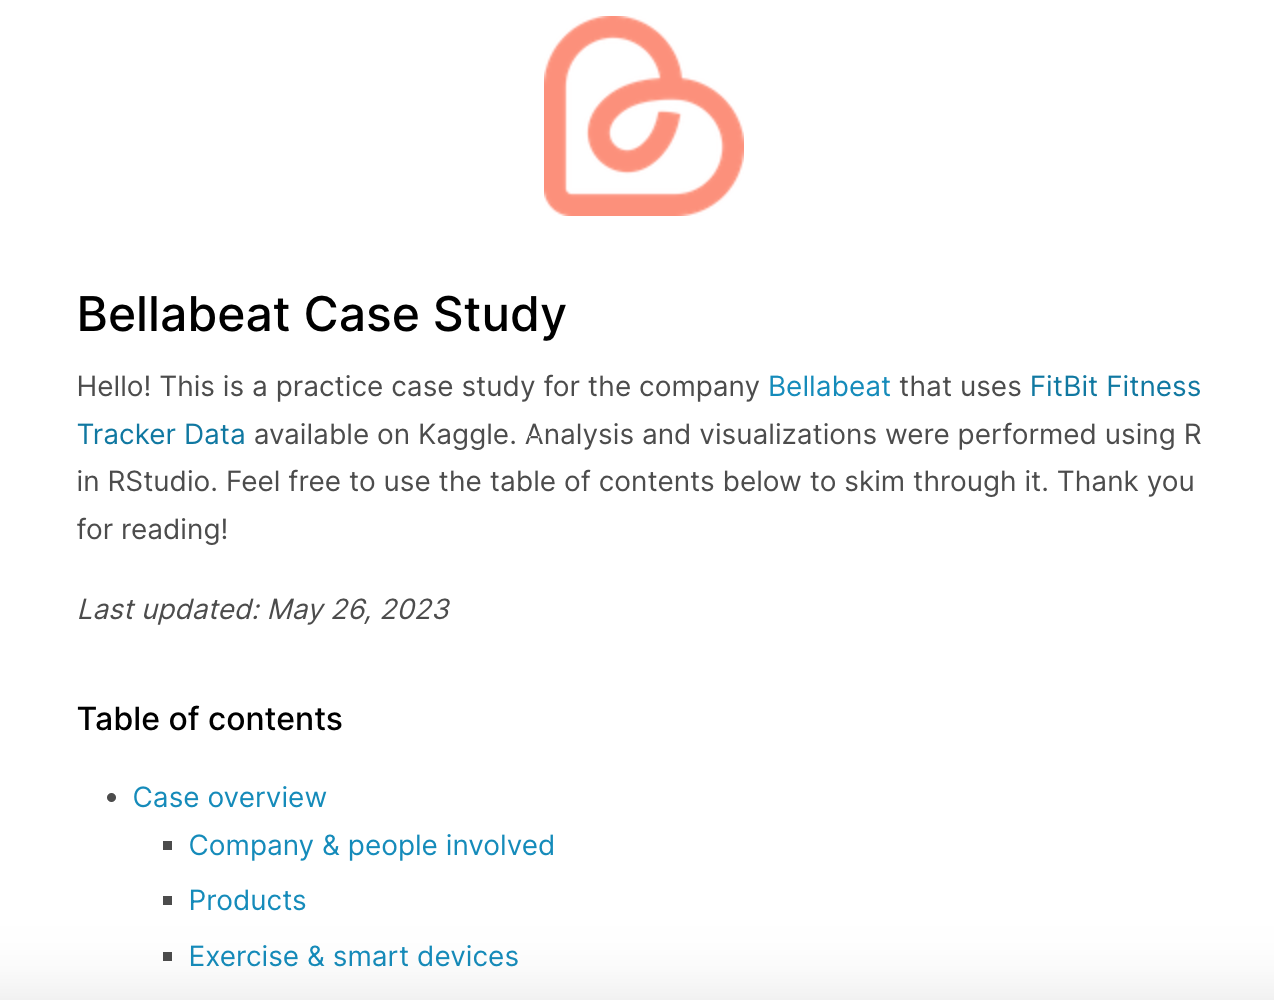 Bellabeat Case Study
Hello! This is a practice case study for the company Bellabeat that uses FitBit Fitness
Tracker Data available on Kaggle. Analysis and visualizations were performed using R
in RStudio. Feel free to use the table of contents below to skim through it. Thank you
for reading!
Last updated: May 26, 2023
Table of contents
• Case overview
▪ Company & people involved
▪ Products
▪ Exercise & smart devices